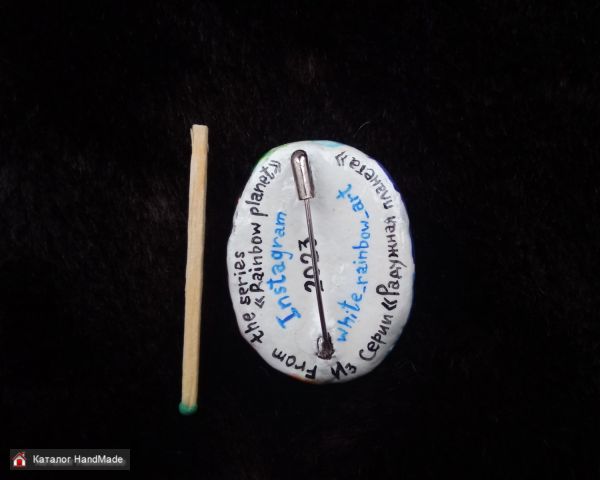 From the series
«Rainbow planet»
Instagram
2023
white_rainbow_art
Из Серии «Радужная планета»
Каталог HandMade